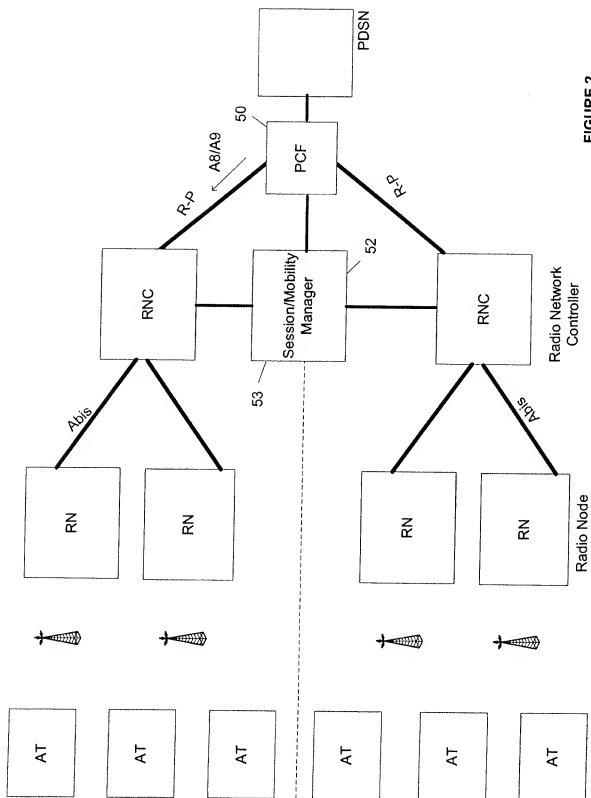 PDSN
50
A8/A9
R-P
PCF
R-P
RNC
Session/Mobility
Manager
52
53
RNC
Radio Network
Controller
Abis
Abis
RN
RN
RN
RN
Radio Node
AT
AT
AT
AT
AT
AT
FIGURE 2